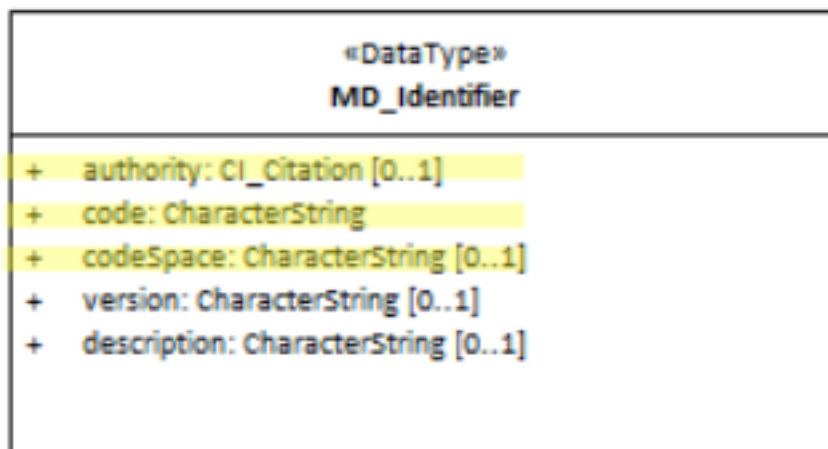 «DataType»
MD_Identifier
+ authority: CI_Citation [0..1]
+ code: CharacterString
+ codeSpace: CharacterString [0..1]
+ version: CharacterString [0..1]
+ description: CharacterString [0..1]